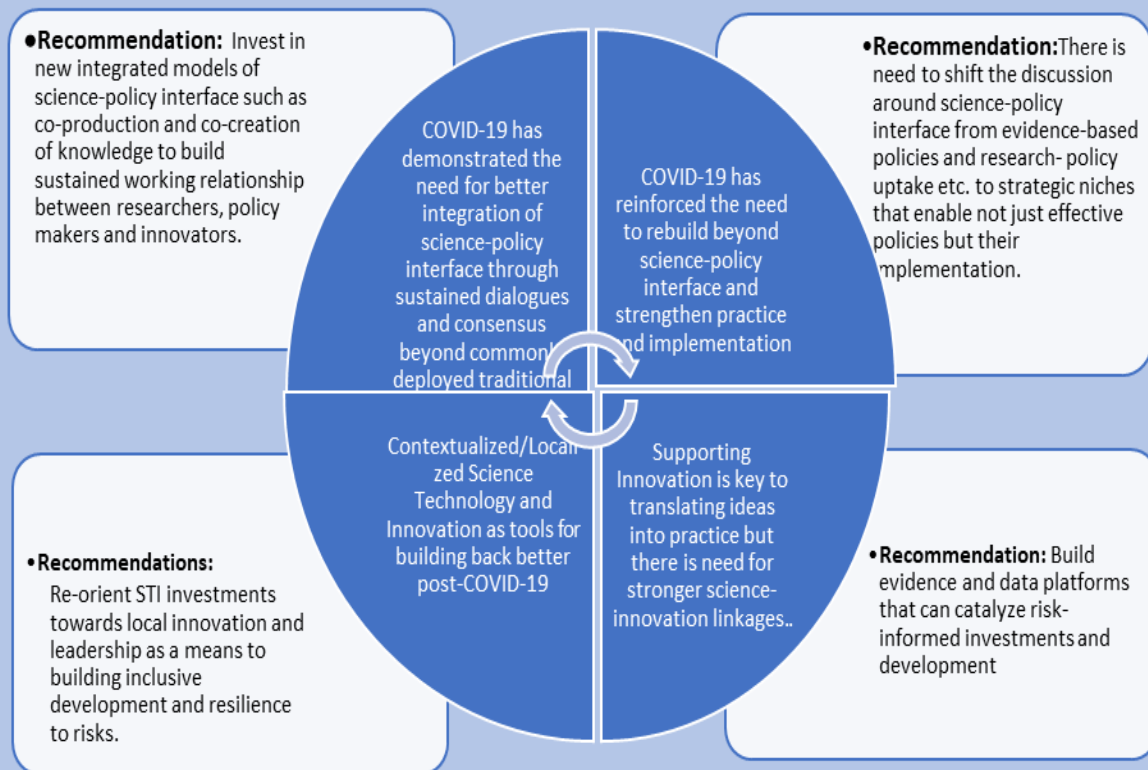 •Recommendation: Invest in
new integrated models of
science-policy interface such as
co-production and co-creation
of knowledge to build
sustained working relationship
between researchers, policy
makers and innovators.
COVID-19 has
demonstrated the
need for better
integration of
science-policy
interface through
sustained dialogues
and consensus
beyond common
deployed traditional
COVID-19 has
reinforced the need
to rebuild beyond
science-policy
interface and
strengthen practice
and implementation
•Recommendation:There is
need to shift the discussion
around science-policy
interface from evidence-based
policies and research- policy
uptake etc. to strategic niches
that enable not just effective
policies but their
implementation.
•Recommendations:
Re-orient STI investments
towards local innovation and
leadership as a means to
building inclusive
development and resilience
to risks.
Contextualized/Locali
zed Science
Technology and
Innovation as tools for
building back better
post-COVID-19
Supporting
Innovation is key to
translating ideas
into practice but
there is need for
stronger science-
innovation linkages..
•Recommendation: Build
evidence and data platforms
that can catalyze risk-
informed investments and
development